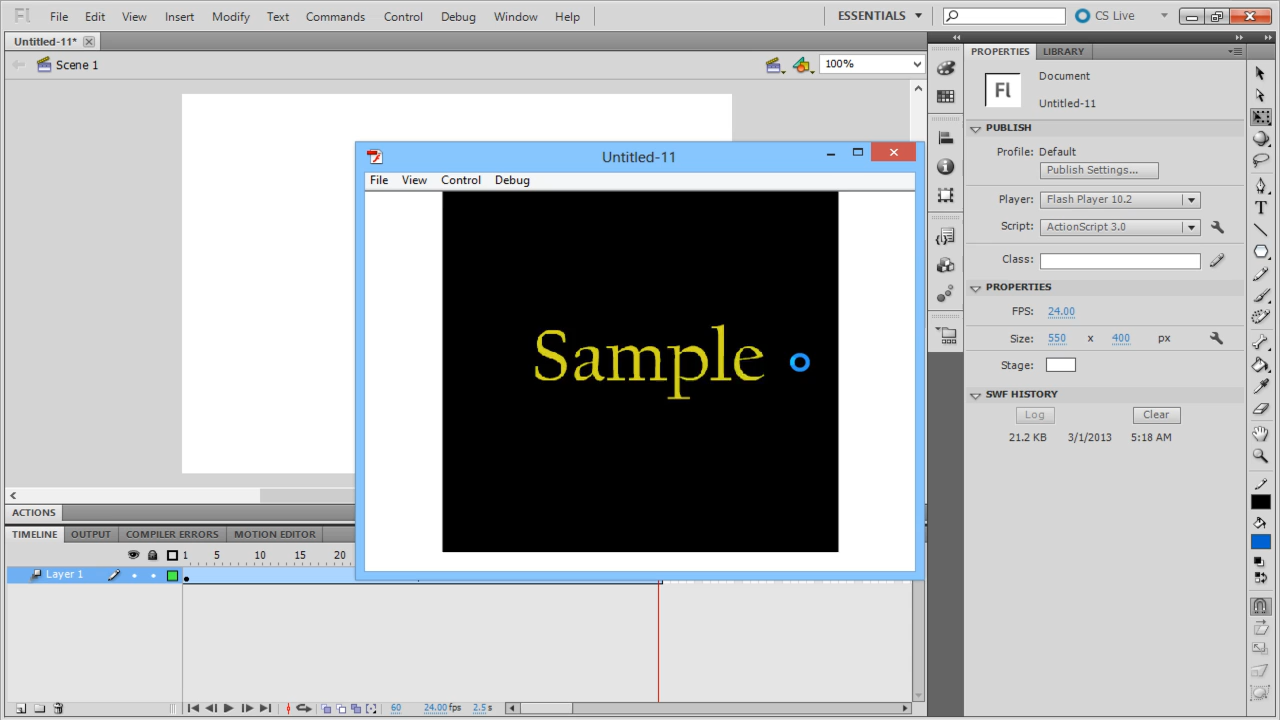 Fl File Edit View Insert Modify Text Commands Control Debug Window Help ESSENTIALS CS Live
Untitled-11*
Scene 1 100%
Untitled-11
File View Control Debug
Sample
ACTIONS
TIMELINE OUTPUT COMPILER ERRORS MOTION EDITOR
1 5 10 15 20
Layer 1
60 24.00 fps 2.5 s
PROPERTIES LIBRARY
Fl Document
Untitled-11
PUBLISH
Profile: Default
Publish Settings...
Player: Flash Player 10.2
Script: ActionScript 3.0
Class:
PROPERTIES
FPS: 24.00
Size: 550 x 400 px
Stage:
SWF HISTORY
Log Clear
21.2 KB 3/1/2013 5:18 AM